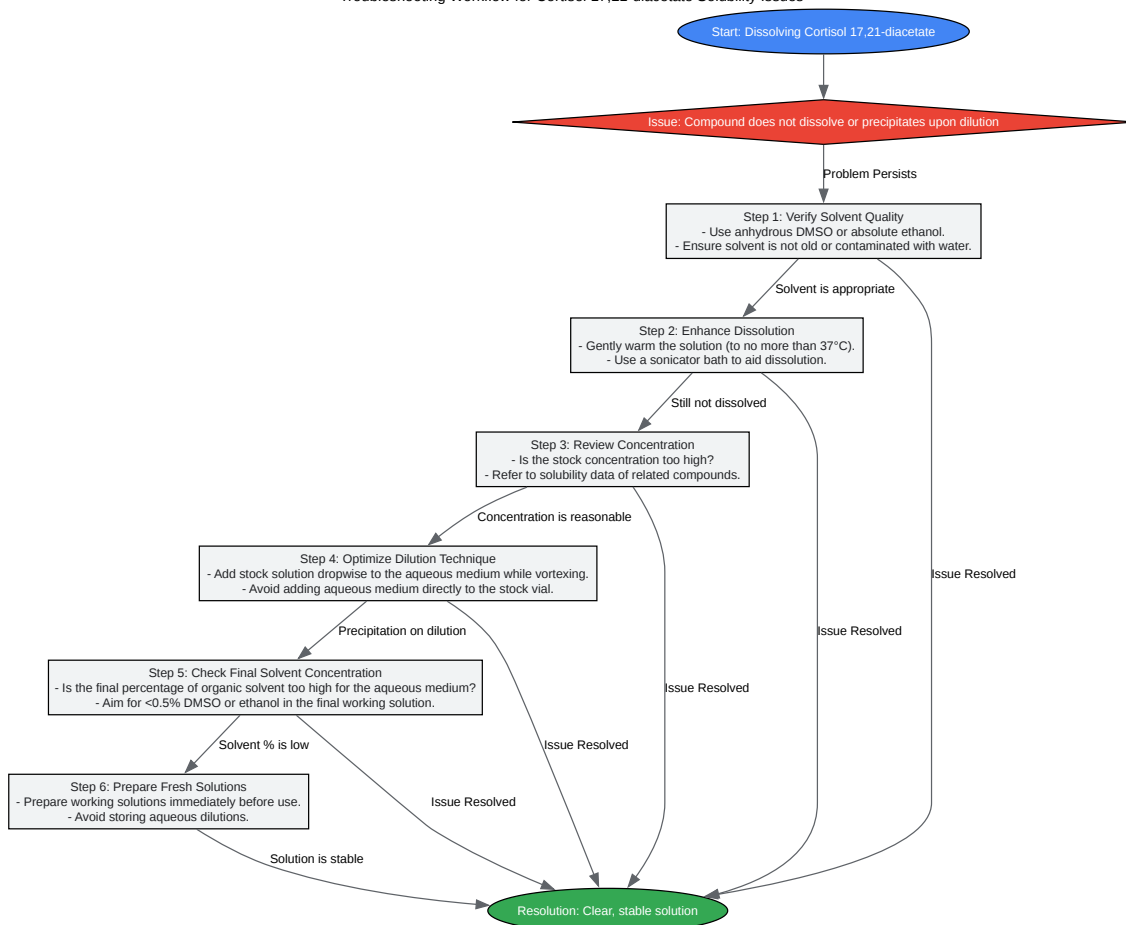 Troubleshooting Workflow for Cortisol 17,21-diacetate Solubility Issues
Start: Dissolving Cortisol 17,21-diacetate
Issue: Compound does not dissolve or precipitates upon dilution
Problem Persists
Step 1: Verify Solvent Quality
- Use anhydrous DMSO or absolute ethanol.
- Ensure solvent is not old or contaminated with water.
Solvent is appropriate
Step 2: Enhance Dissolution
- Gently warm the solution (to no more than 37°C).
- Use a sonicator bath to aid dissolution.
Still not dissolved
Step 3: Review Concentration
- Is the stock concentration too high?
- Refer to solubility data of related compounds.
Concentration is reasonable
Step 4: Optimize Dilution Technique
- Add stock solution dropwise to the aqueous medium while vortexing.
- Avoid adding aqueous medium directly to the stock vial.
Issue Resolved
Precipitation on dilution
Issue Resolved
Step 5: Check Final Solvent Concentration
- Is the final percentage of organic solvent too high for the aqueous medium?
- Aim for <0.5% DMSO or ethanol in the final working solution.
Issue Resolved
Solvent % is low
Issue Resolved
Step 6: Prepare Fresh Solutions
- Prepare working solutions immediately before use.
- Avoid storing aqueous dilutions.
Issue Resolved
Solution is stable
Resolution: Clear, stable solution